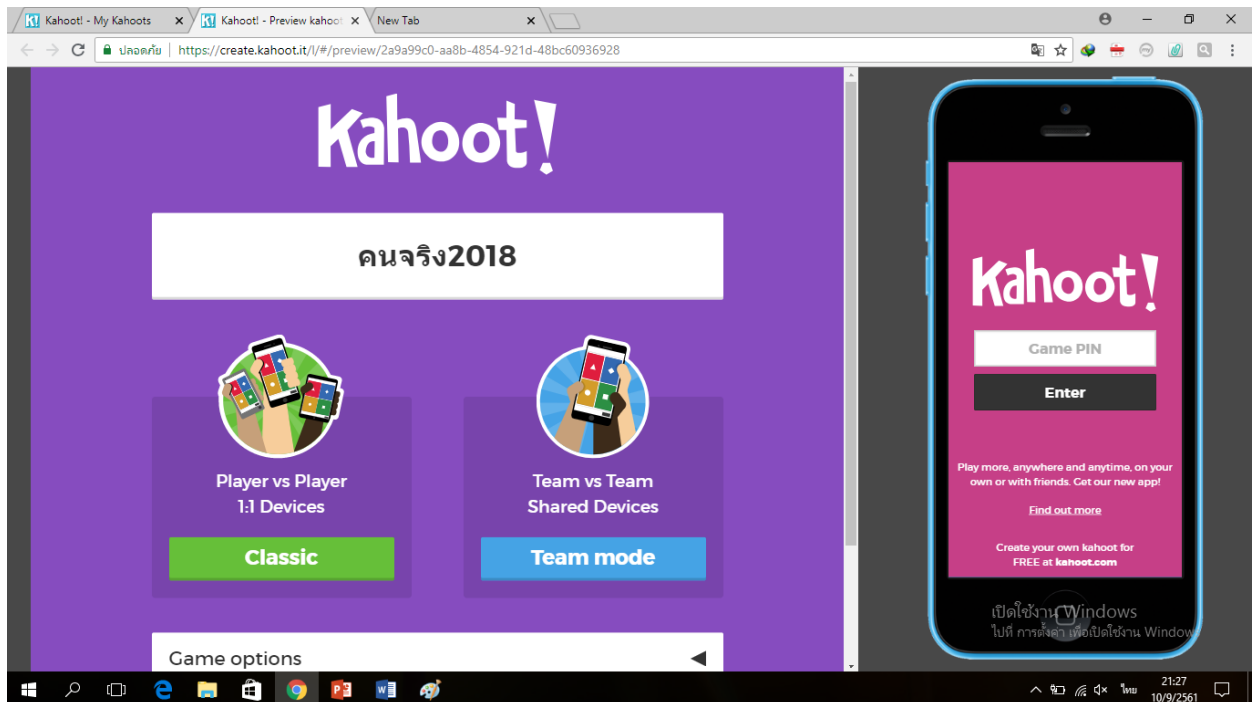 Kahoot! - My Kahoots
Kahoot! - Preview kahoot
New Tab
ปลอดภัย
https://create.kahoot.it/l/#/preview/2a9a99c0-aa8b-4854-921d-48bc60936928
Kahoot!
คนจริง2018
Player vs Player
1:1 Devices
Classic
Team vs Team
Shared Devices
Team mode
Game options
Kahoot!
Game PIN
Enter
Play more, anywhere and anytime, on your
own or with friends. Get our new app!
Find out more
Create your own kahoot for
FREE at kahoot.com
เปิดใช้งาน Windows
ไปที่ การตั้งค่า เพื่อเปิดใช้งาน Window
ไทย
21:27
10/9/2561